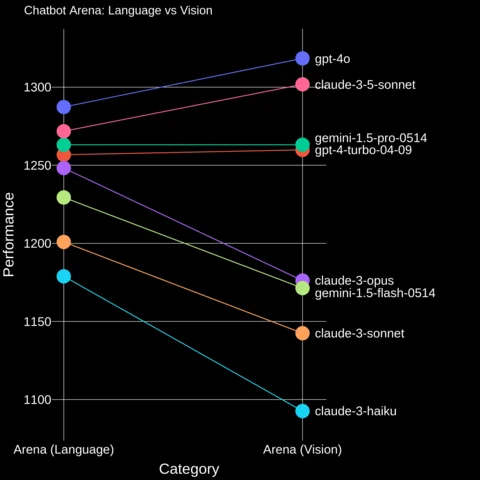 Chatbot Arena: Language vs Vision
gpt-4o
1300
claude-3-5-sonnet
gemini-1.5-pro-0514
gpt-4-turbo-04-09
1250
Performance
1200
claude-3-opus
gemini-1.5-flash-0514
1150
claude-3-sonnet
1100
claude-3-haiku
Arena (Language)
Arena (Vision)
Category